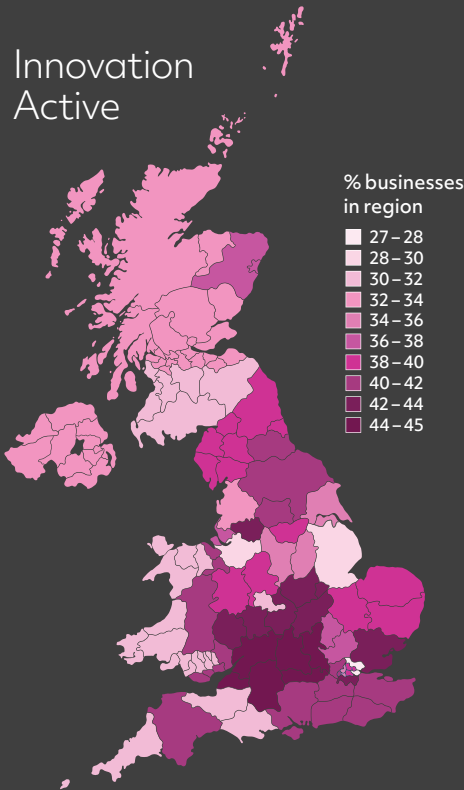 Innovation
Active
% businesses
in region
27–28
28–30
30–32
32–34
34–36
36–38
38–40
40–42
42–44
44–45